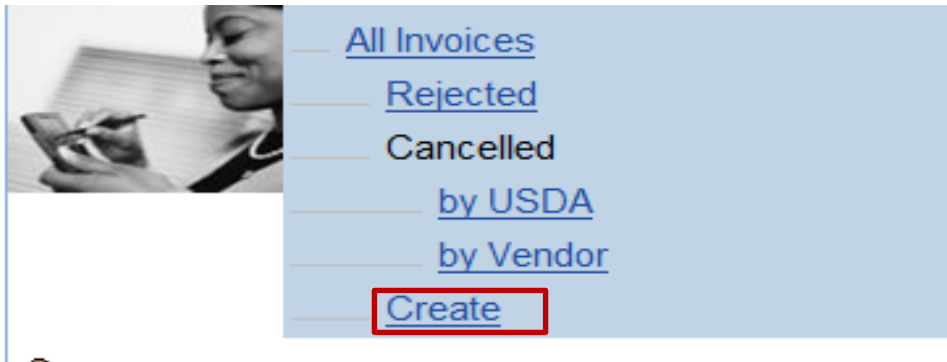 All Invoices
Rejected
Cancelled
by USDA
by Vendor
Create